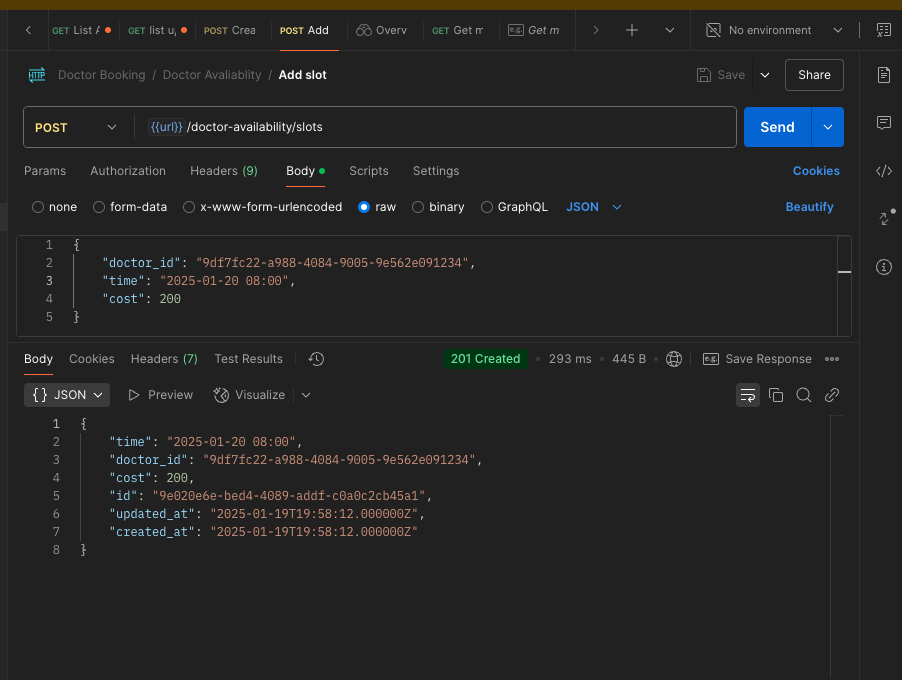 GET List A GET list u POST Crea POST Add Overv GET Get m e.g. Get m No environment
HTTP Doctor Booking / Doctor Avaliablity / Add slot Save Share
POST {{url}}/doctor-availability/slots Send
Params Authorization Headers (9) Body Scripts Settings Cookies
none form-data x-www-form-urlencoded raw binary GraphQL JSON Beautify
1 {
2 "doctor_id": "9df7fc22-a988-4084-9005-9e562e091234",
3 "time": "2025-01-20 08:00",
4 "cost": 200
5 }
Body Cookies Headers (7) Test Results 201 Created • 293 ms • 445 B • e.g. Save Response
{} JSON Preview Visualize
1 {
2 "time": "2025-01-20 08:00",
3 "doctor_id": "9df7fc22-a988-4084-9005-9e562e091234",
4 "cost": 200,
5 "id": "9e020e6e-bed4-4089-addf-c0a0c2cb45a1",
6 "updated_at": "2025-01-19T19:58:12.000000Z",
7 "created_at": "2025-01-19T19:58:12.000000Z"
8 }